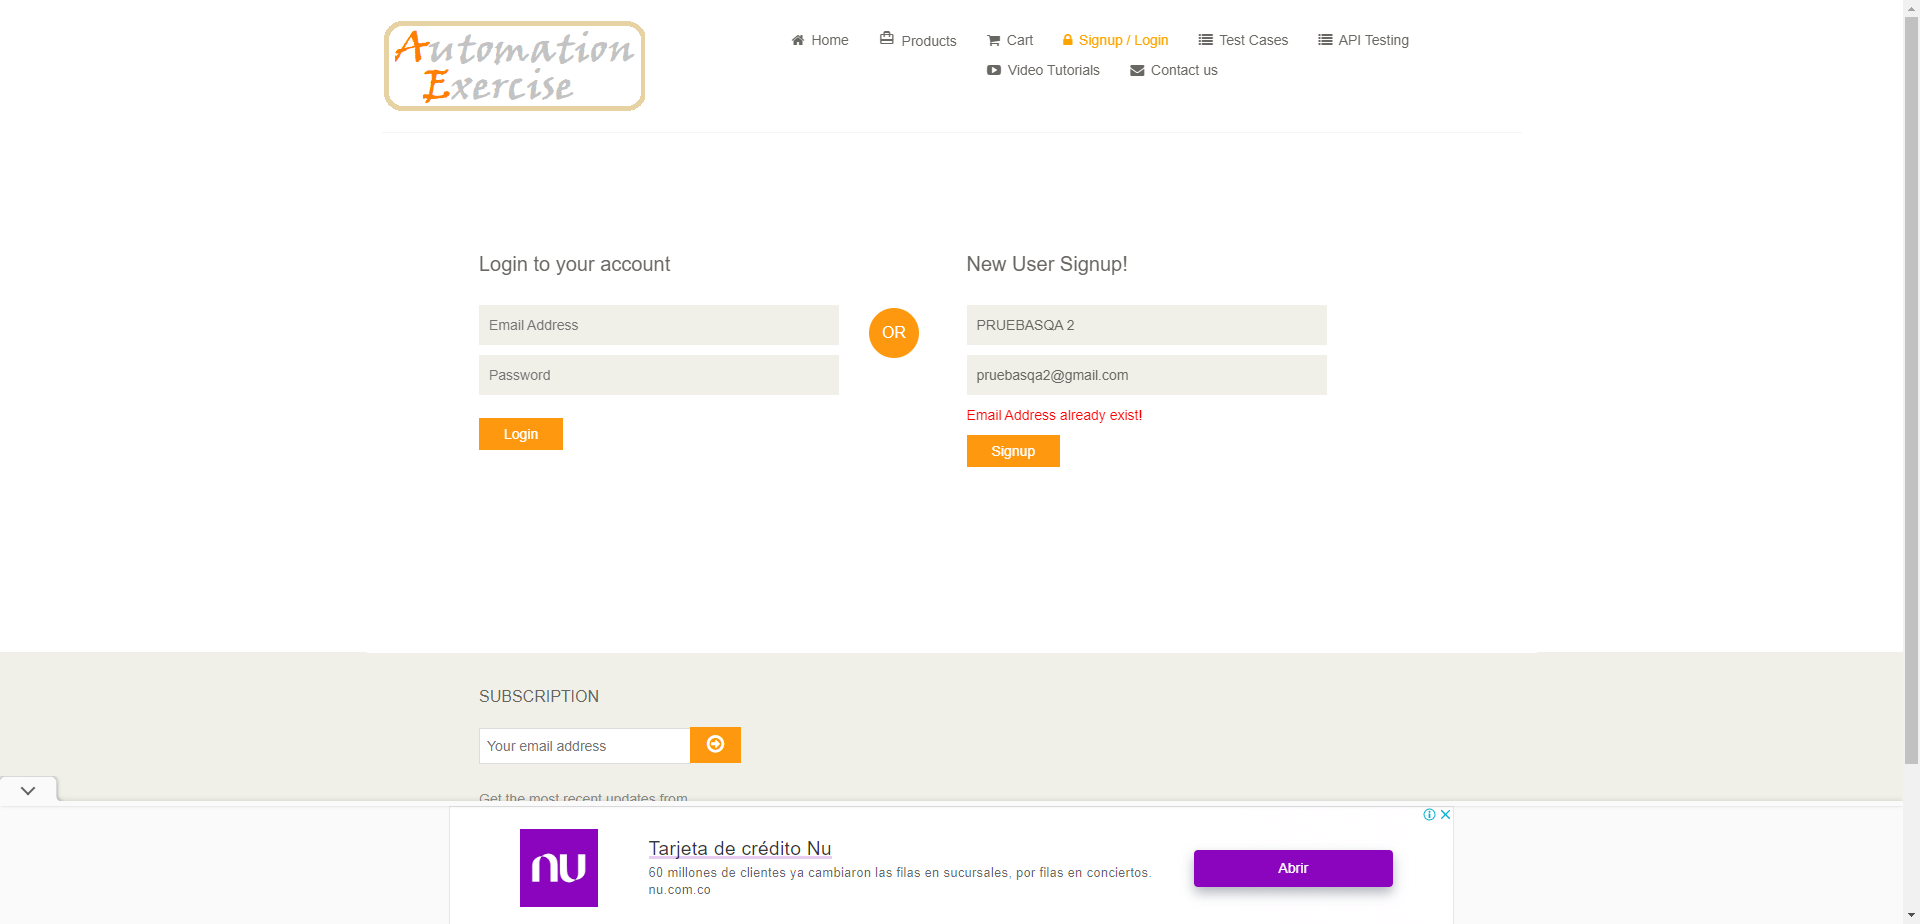 Automation
Exercise
Home
Products
Cart
Signup / Login
Test Cases
API Testing
Video Tutorials
Contact us
Login to your account
Email Address
Password
Login
OR
New User Signup!
PRUEBASQA 2
pruebasqa2@gmail.com
Email Address already exist!
Signup
SUBSCRIPTION
Your email address
Get the most recent updates from
nu
Tarjeta de crédito Nu
60 millones de clientes ya cambiaron las filas en sucursales, por filas en conciertos.
nu.com.co
Abrir